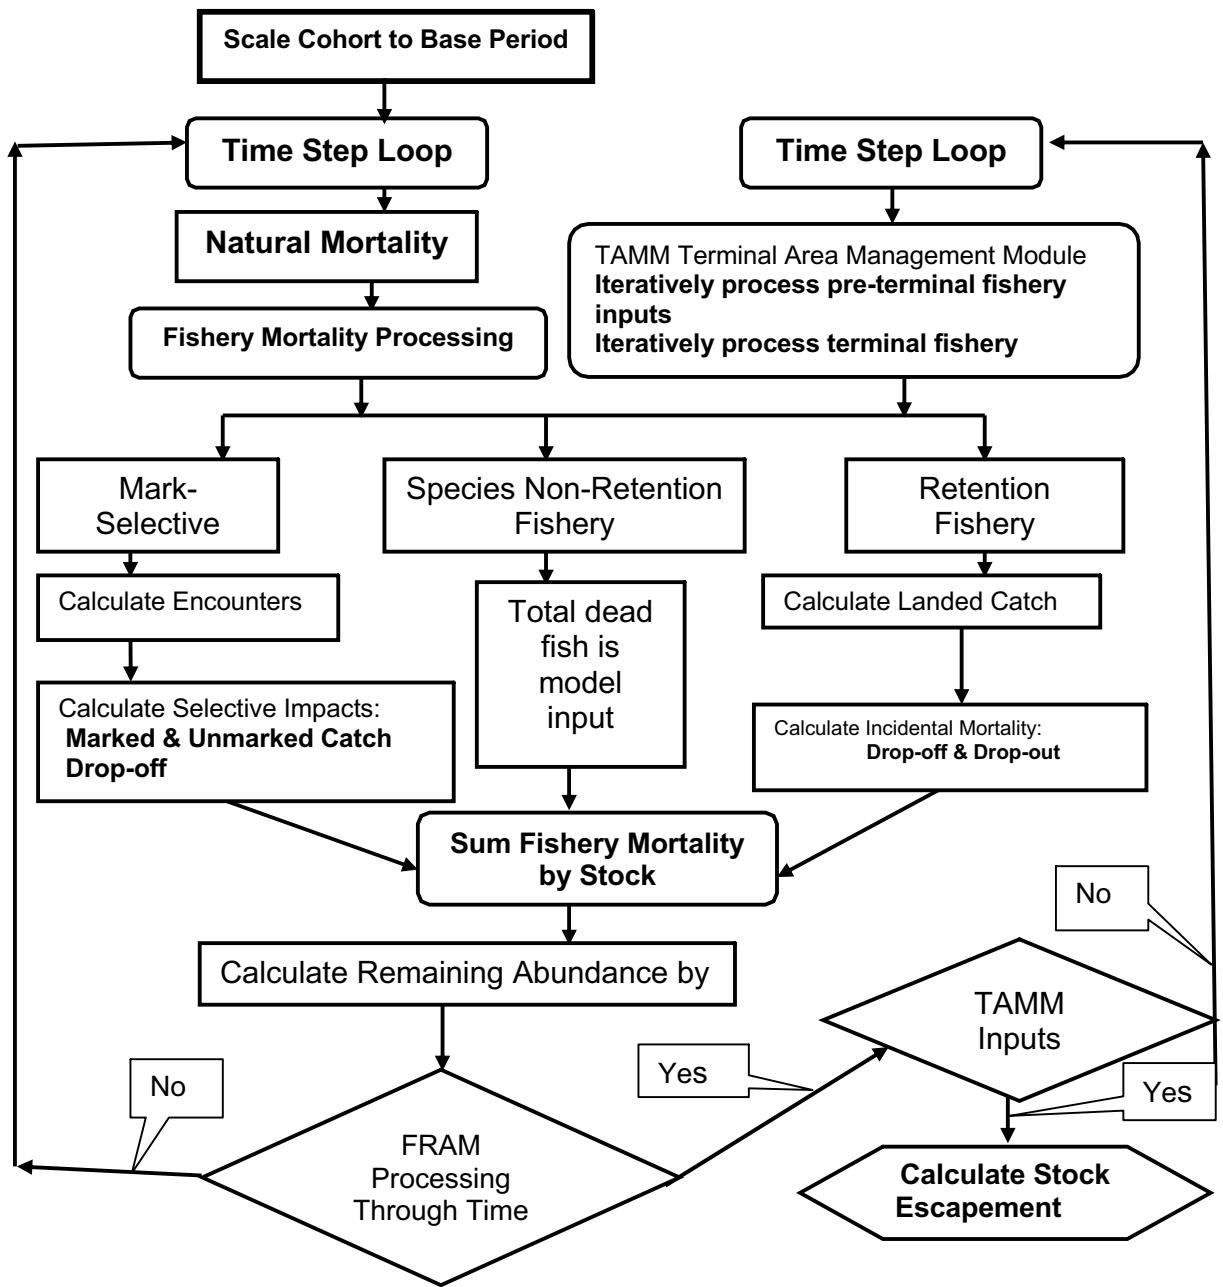 Scale Cohort to Base Period
Time Step Loop
Time Step Loop
Natural Mortality
TAMM Terminal Area Management Module
Iteratively process pre-terminal fishery
inputs
Iteratively process terminal fishery
Fishery Mortality Processing
Mark-
Selective
Species Non-Retention
Fishery
Retention
Fishery
Calculate Encounters
Total dead
fish is
model
input
Calculate Landed Catch
Calculate Selective Impacts:
Marked & Unmarked Catch
Drop-off
Calculate Incidental Mortality:
Drop-off & Drop-out
Sum Fishery Mortality
by Stock
No
Calculate Remaining Abundance by
TAMM
Inputs
No
Yes
Yes
FRAM
Processing
Through Time
Calculate Stock
Escapement